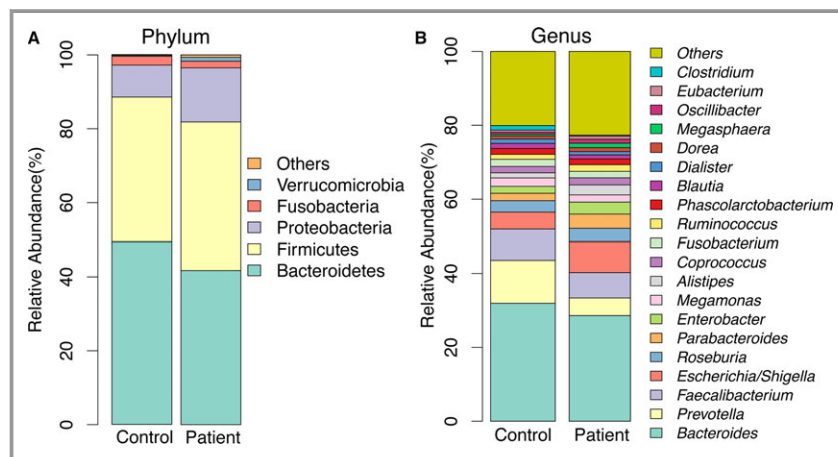 A
Phylum
Relative Abundance(%)
100
80
60
40
20
0
Control Patient
Others
Verrucomicrobia
Fusobacteria
Proteobacteria
Firmicutes
Bacteroidetes
B
Genus
Relative Abundance(%)
100
80
60
40
20
0
Control Patient
Others
Clostridium
Eubacterium
Oscillibacter
Megasphaera
Dorea
Dialister
Blautia
Phascolarctobacterium
Ruminococcus
Fusobacterium
Coprococcus
Alistipes
Megamonas
Enterobacter
Parabacteroides
Roseburia
Escherichia/Shigella
Faecalibacterium
Prevotella
Bacteroides